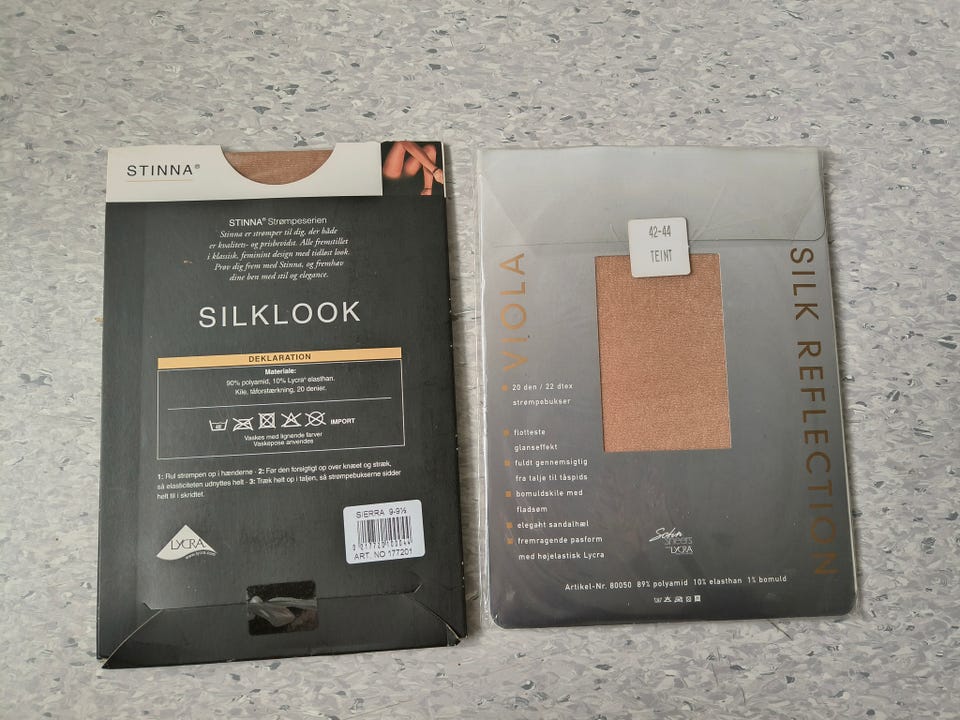 STINNA®
STINNA® Strømpeserien
Stinna er strømper til dig, der både
er kvalitets- og prisbevidst. Alle fremstillet
i klassisk, feminint design med tidløst look.
Prøv dig frem med Stinna, og fremhæv
dine ben med stil og elegance.
SILKLOOK
DEKLARATION
Materiale:
90% polyamid, 10% Lycra® elasthan.
Kile, tåforstærkning, 20 denier.
IMPORT
Vaskes med lignende farver
Vaskepose anvendes
1: Rul strømpen op i hænderne · 2: Før den forsigtigt op over knæet og stræk,
så elasticiteten udnyttes helt · 3: Træk helt op i taljen, så strømpebukserne sidder
helt til i skridtet.
LYCRA
www.lycra.com
SIERRA 9-9½
ART. NO 177201
42-44
TEINT
VIOLA
SILK REFLECTION
20 den / 22 dtex
strømpebukser
flotteste
glanseffekt
fuldt gennemsigtig
fra talje til tåspids
bomuldskile med
fladsøm
elegant sandalhæl
fremragende pasform
med højelastisk Lycra
Satin
sheers
LYCRA
Artikel-Nr. 80050 89% polyamid 10% elasthan 1% bomuld